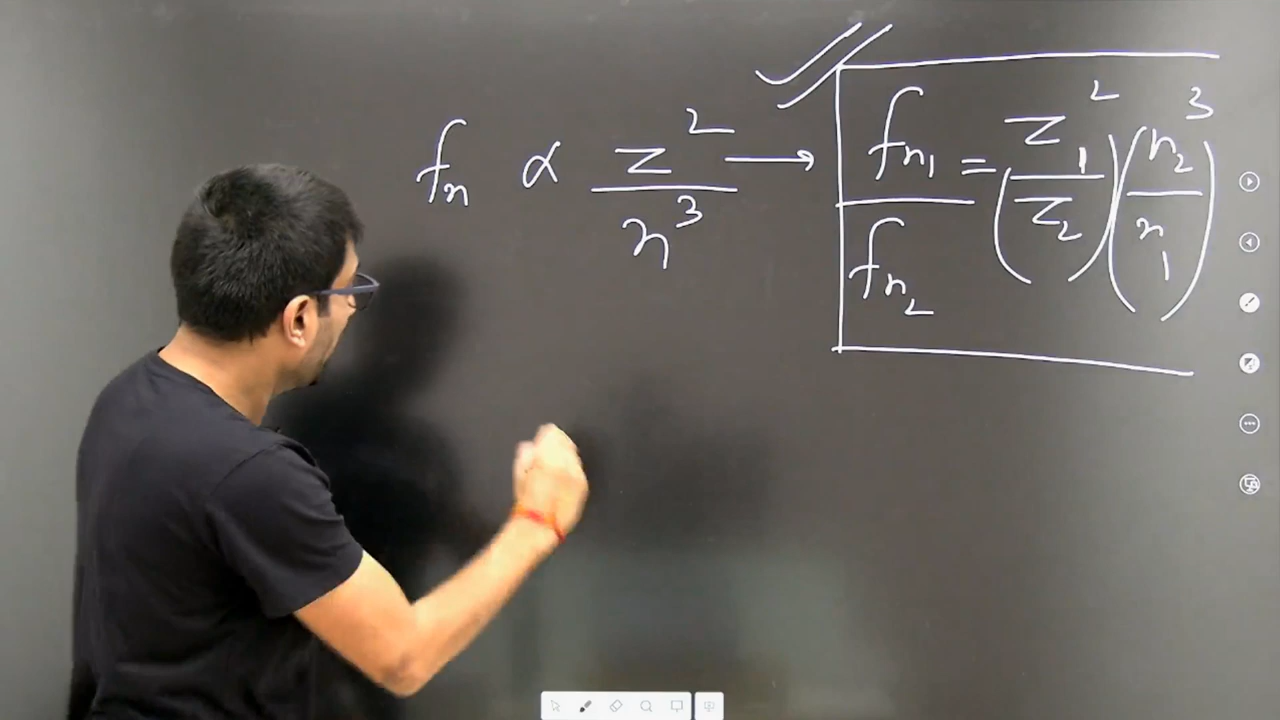 fₙ ∝ z²/n³ → fₙ₁/fₙ₂ = (z₁/z₂)² (n₂/n₁)³